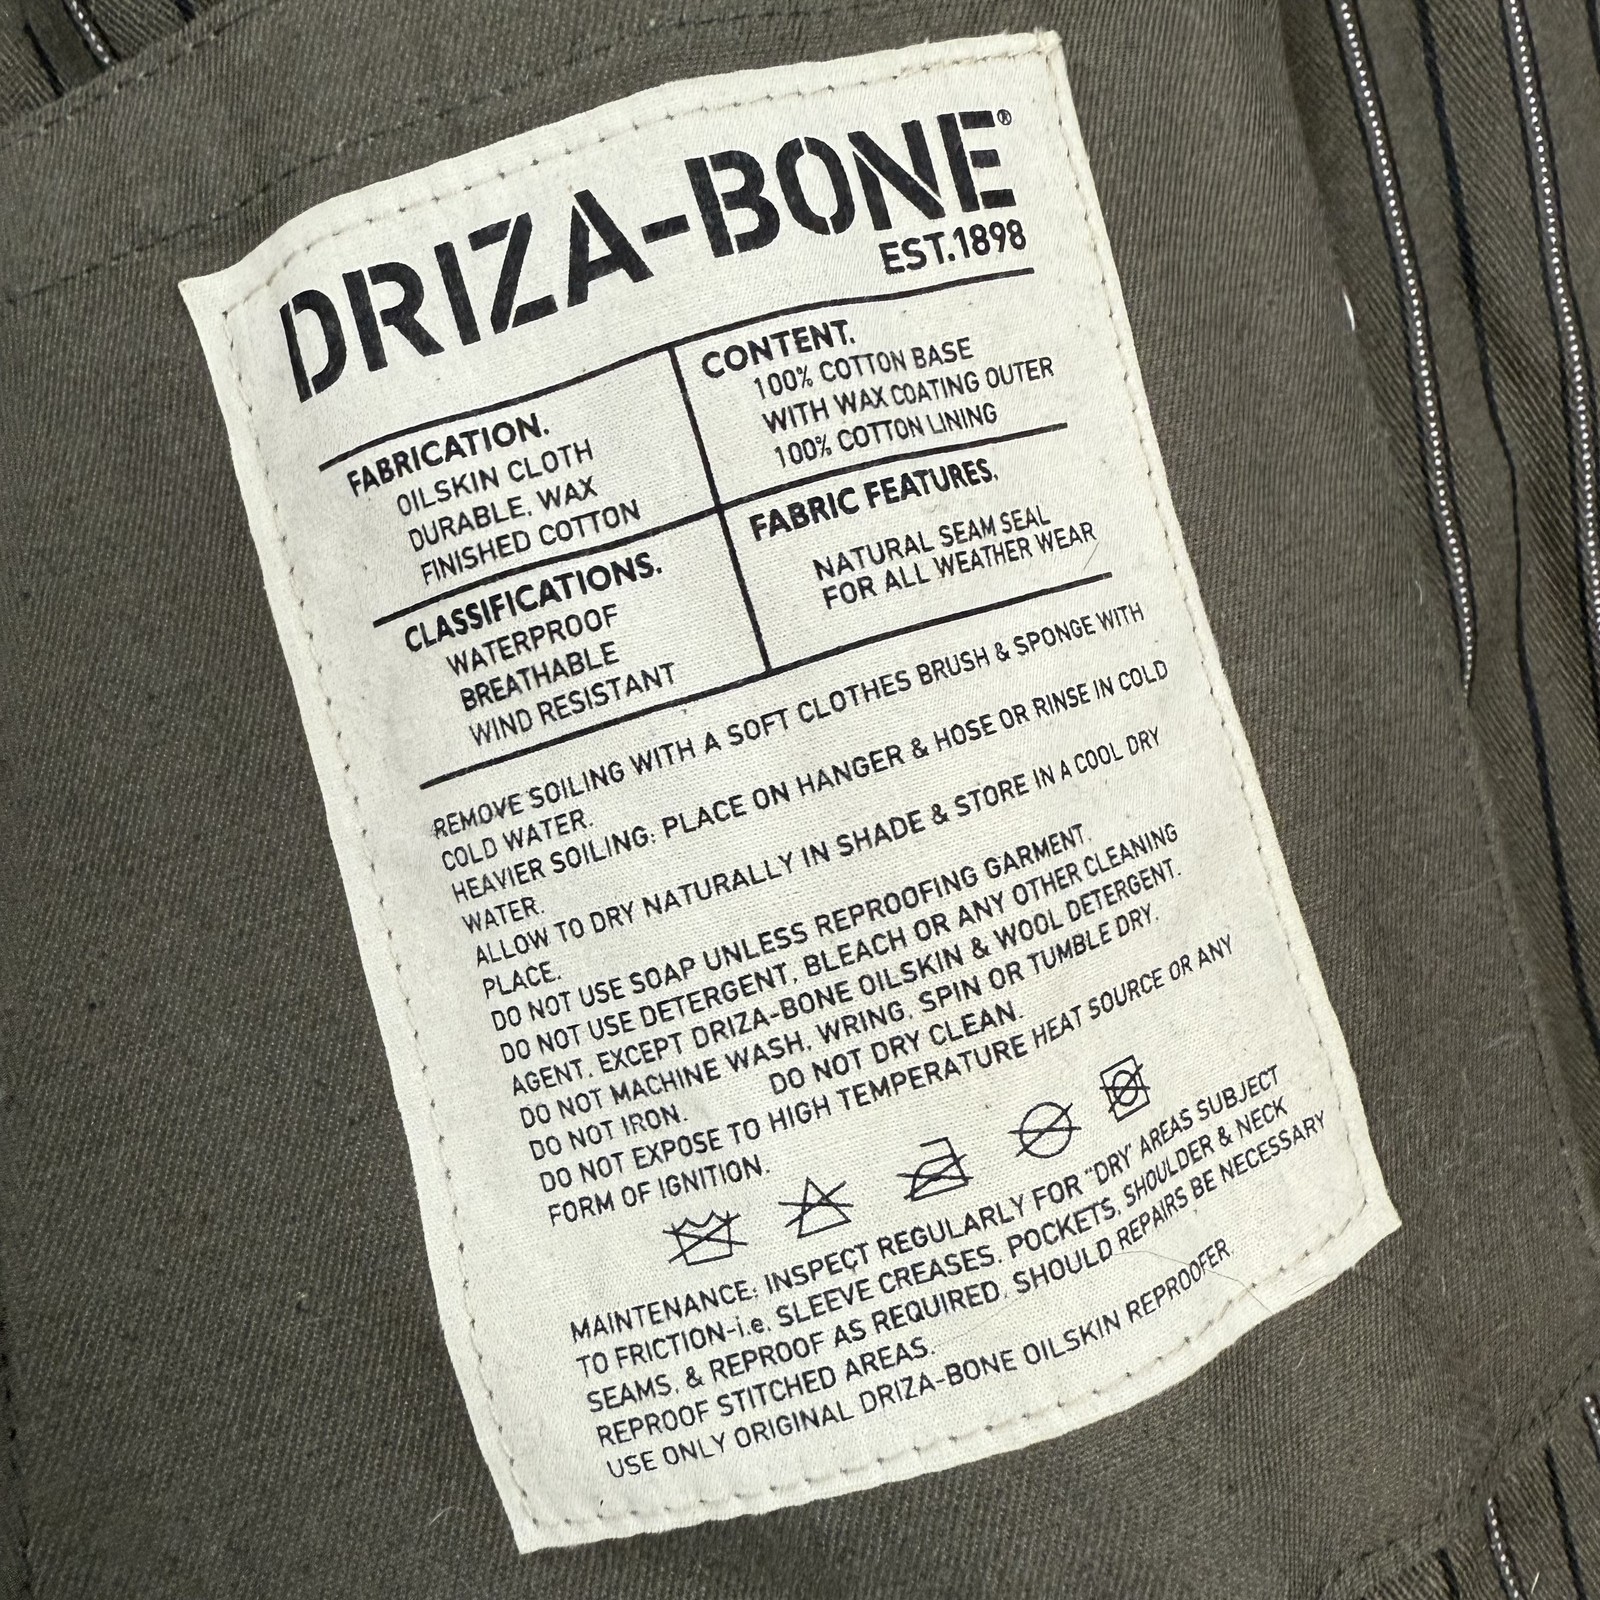 DRIZA-BONE®
EST.1898
FABRICATION.
OILSKIN CLOTH
DURABLE, WAX
FINISHED COTTON
CONTENT.
100% COTTON BASE
WITH WAX COATING OUTER
100% COTTON LINING
CLASSIFICATIONS.
WATERPROOF
BREATHABLE
WIND RESISTANT
FABRIC FEATURES.
NATURAL SEAM SEAL
FOR ALL WEATHER WEAR
REMOVE SOILING WITH A SOFT CLOTHES BRUSH & SPONGE WITH
COLD WATER.
HEAVIER SOILING: PLACE ON HANGER & HOSE OR RINSE IN COLD
WATER.
ALLOW TO DRY NATURALLY IN SHADE & STORE IN A COOL DRY
PLACE.
DO NOT USE SOAP UNLESS REPROOFING GARMENT.
DO NOT USE DETERGENT, BLEACH OR ANY OTHER CLEANING
AGENT. EXCEPT DRIZA-BONE OILSKIN & WOOL DETERGENT.
DO NOT MACHINE WASH, WRING, SPIN OR TUMBLE DRY.
DO NOT IRON. DO NOT DRY CLEAN.
DO NOT EXPOSE TO HIGH TEMPERATURE HEAT SOURCE OR ANY
FORM OF IGNITION.
MAINTENANCE: INSPECT REGULARLY FOR "DRY' AREAS SUBJECT
TO FRICTION-i.e. SLEEVE CREASES. POCKETS. SHOULDER & NECK
SEAMS. & REPROOF AS REQUIRED. SHOULD REPAIRS BE NECESSARY
REPROOF STITCHED AREAS.
USE ONLY ORIGINAL DRIZA-BONE OILSKIN REPROOFER.